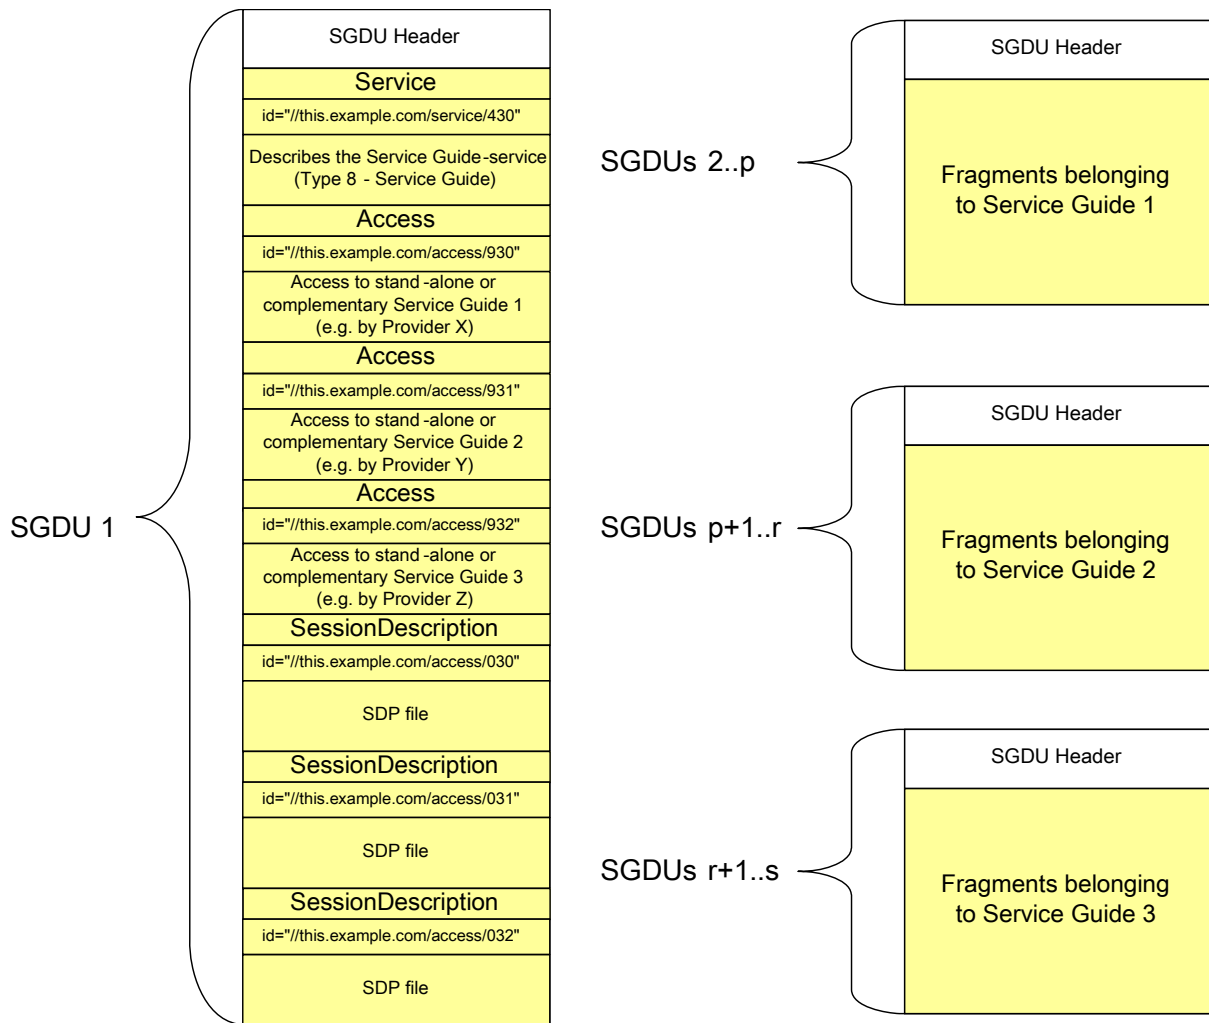 SGDU 1
SGDU Header
Service
id="//this.example.com/service/430"
Describes the Service Guide-service
(Type 8 - Service Guide)
Access
id="//this.example.com/access/930"
Access to stand-alone or
complementary Service Guide 1
(e.g. by Provider X)
Access
id="//this.example.com/access/931"
Access to stand-alone or
complementary Service Guide 2
(e.g. by Provider Y)
Access
id="//this.example.com/access/932"
Access to stand-alone or
complementary Service Guide 3
(e.g. by Provider Z)
SessionDescription
id="//this.example.com/access/030"
SDP file
SessionDescription
id="//this.example.com/access/031"
SDP file
SessionDescription
id="//this.example.com/access/032"
SDP file
SGDUs 2..p
SGDU Header
Fragments belonging
to Service Guide 1
SGDUs p+1..r
SGDU Header
Fragments belonging
to Service Guide 2
SGDUs r+1..s
SGDU Header
Fragments belonging
to Service Guide 3